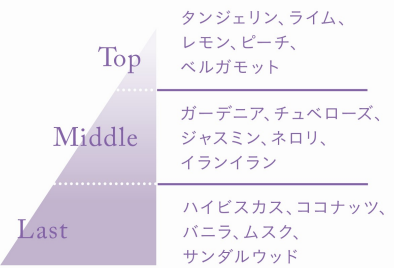 Top
タンジェリン、ライム、
レモン、ピーチ、
ベルガモット
Middle
ガーデニア、チュベローズ、
ジャスミン、ネロリ、
イランイラン
Last
ハイビスカス、ココナッツ、
バニラ、ムスク、
サンダルウッド